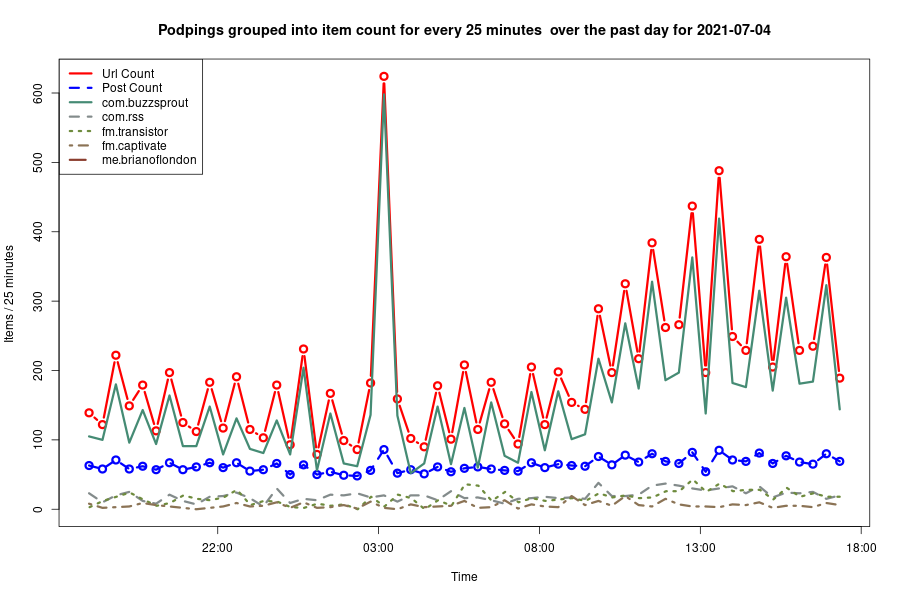 Podpings grouped into item count for every 25 minutes  over the past day for 2021-07-04
Url Count
Post Count
com.buzzsprout
com.rss
fm.transistor
fm.captivate
me.brianoflondon
Items / 25 minutes
600
500
400
300
200
100
0
22:00
03:00
08:00
13:00
18:00
Time